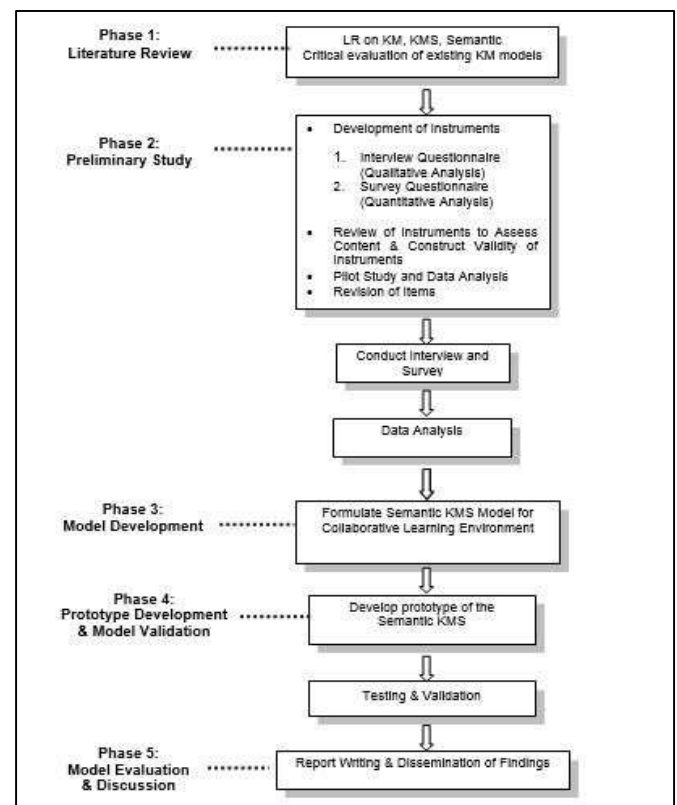 Phase 1:
Literature Review
LR on KM, KMS, Semantic
Critical evaluation of existing KM models
Phase 2:
Preliminary Study
• Development of Instruments
1. Interview Questionnaire
(Qualitative Analysis)
2. Survey Questionnaire
(Quantitative Analysis)
• Review of Instruments to Assess
Content & Construct Validity of
Instruments
• Pilot Study and Data Analysis
• Revision of Items
Conduct Interview and
Survey
Data Analysis
Phase 3:
Model Development
Formulate Semantic KMS Model for
Collaborative Learning Environment
Phase 4:
Prototype Development
& Model Validation
Develop prototype of the
Semantic KMS
Testing & Validation
Phase 5:
Model Evaluation
& Discussion
Report Writing & Dissemination of Findings